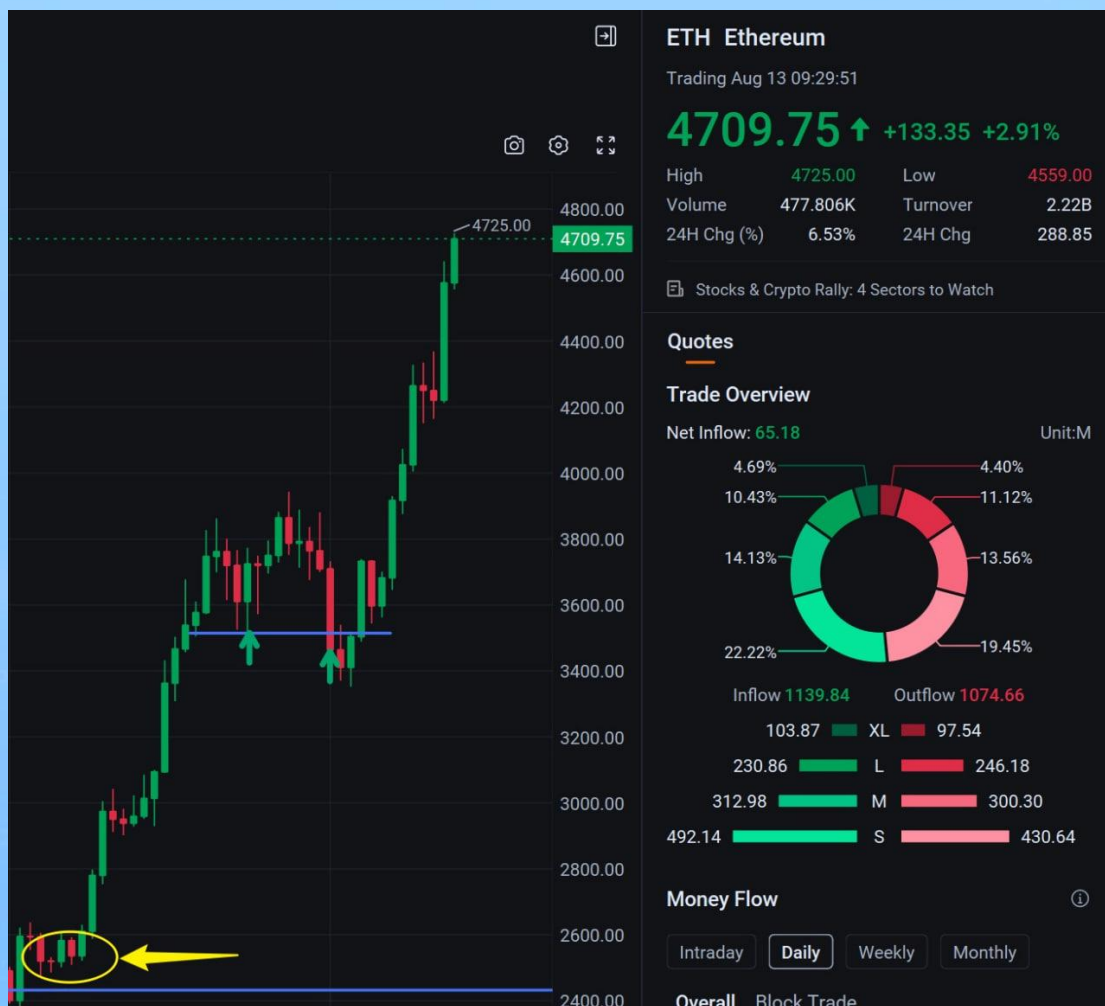 ETH Ethereum
Trading Aug 13 09:29:51
4709.75 +133.35 +2.91%
High 4725.00 Low 4559.00
Volume 477.806K Turnover 2.22B
24H Chg (%) 6.53% 24H Chg 288.85
Stocks & Crypto Rally: 4 Sectors to Watch
4725.00
4800.00
4709.75
4600.00
4400.00
4200.00
4000.00
3800.00
3600.00
3400.00
3200.00
3000.00
2800.00
2600.00
2400.00
Quotes
Trade Overview
Net Inflow: 65.18 Unit:M
4.69% 4.40%
10.43% 11.12%
14.13% 13.56%
22.22% 19.45%
Inflow 1139.84 Outflow 1074.66
103.87 XL 97.54
230.86 L 246.18
312.98 M 300.30
492.14 S 430.64
Money Flow
Intraday Daily Weekly Monthly
Overall Block Trade